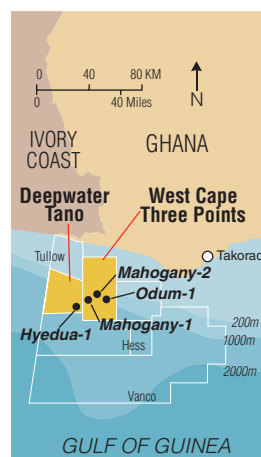 0 40 80 KM
0 40 Miles
N
IVORY
COAST
GHANA
Deepwater
Tano
West Cape
Three Points
Tullow
Takorac
Mahogany-2
Odum-1
Hyedua-1
Mahogany-1
200m
1000m
2000m
Hess
Vanco
GULF OF GUINEA